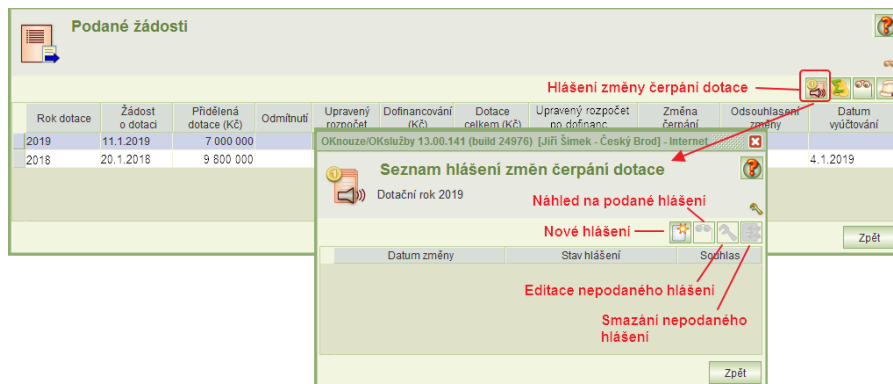 Podané žádosti
Hlášení změny čerpání dotace
Rok dotace
Žádost
o dotaci
Přidělená
dotace (Kč)
Odmítnutí
Upravený
rozpočet
Dofinancování
(Kč)
Dotace
celkem (Kč)
Upravený rozpočet
po dofinanc.
Změna
čerpání
Odsouhlasení
změny
Datum
vyúčtování
2019 11.1.2019 7 000 000
2018 20.1.2018 9 800 000 4.1.2019
Zpět
OKnouze/OKslužby 13.00.141 (build 24976) [Jiří Šimek - Český Brod] - Internet
Seznam hlášení změn čerpání dotace
Dotační rok 2019
Náhled na podané hlášení
Nové hlášení
Datum změny Stav hlášení Souhlas
Editace nepodaného hlášení
Smazání nepodaného
hlášení
Zpět